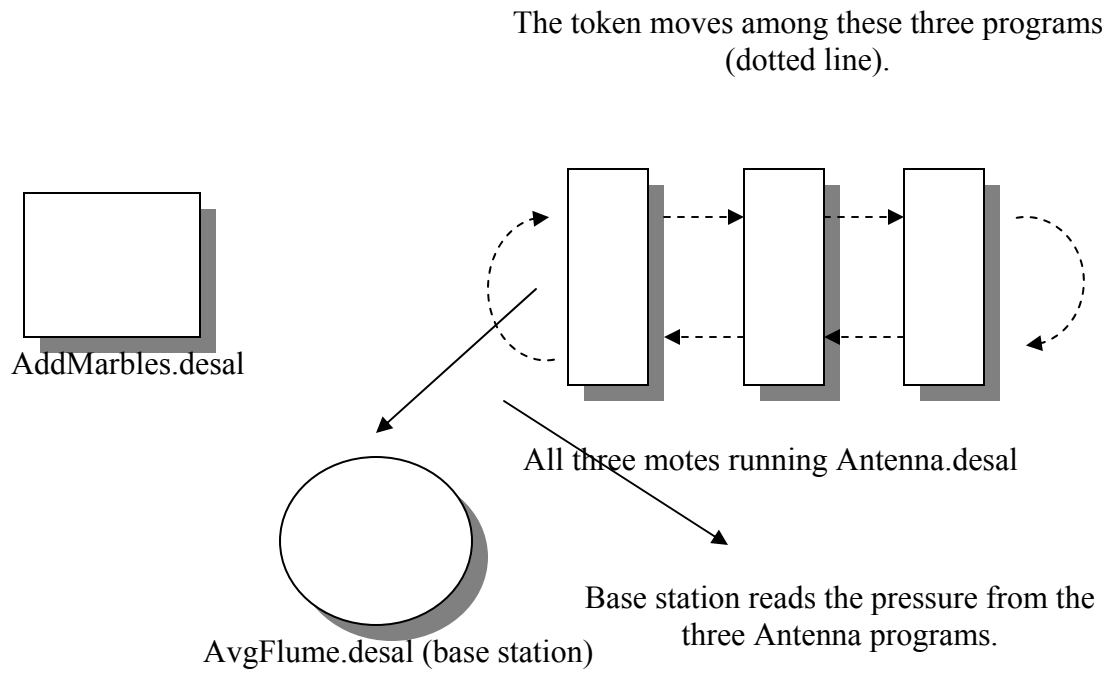 The token moves among these three programs
(dotted line).
AddMarbles.desal
All three motes running Antenna.desal
Base station reads the pressure from the
three Antenna programs.
AvgFlume.desal (base station)